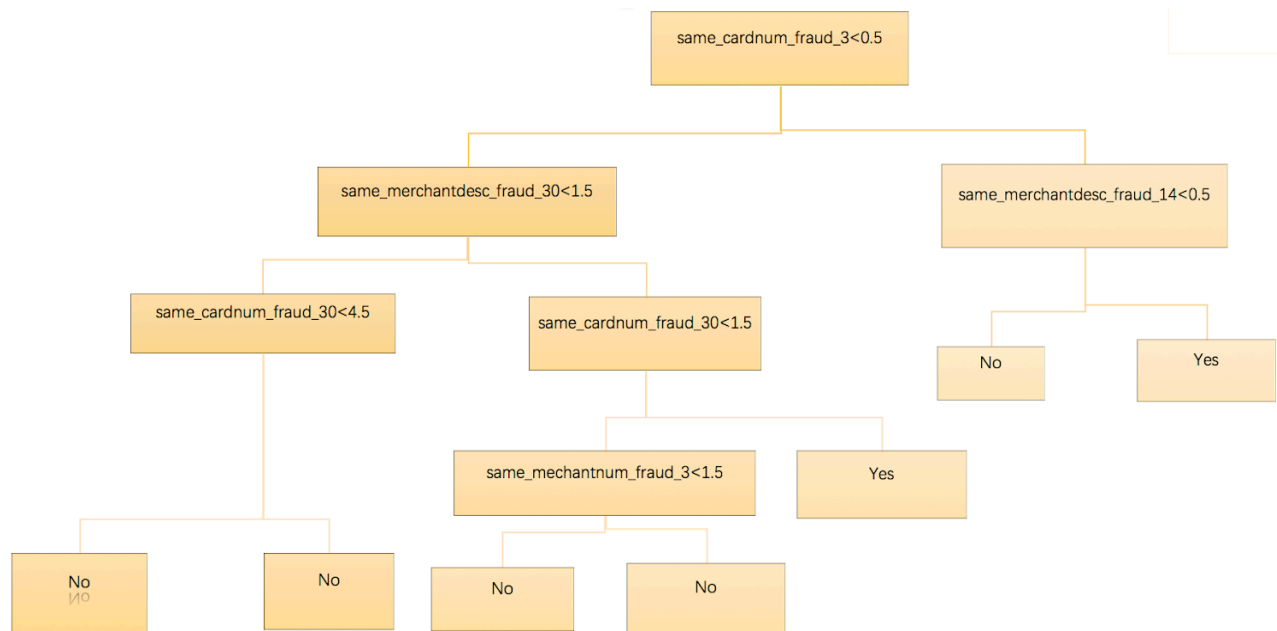 same_cardnum_fraud_3<0.5
same_merchantdesc_fraud_30<1.5
same_merchantdesc_fraud_14<0.5
same_cardnum_fraud_30<4.5
same_cardnum_fraud_30<1.5
No
Yes
same_mechantnum_fraud_3<1.5
Yes
No
No
No
No